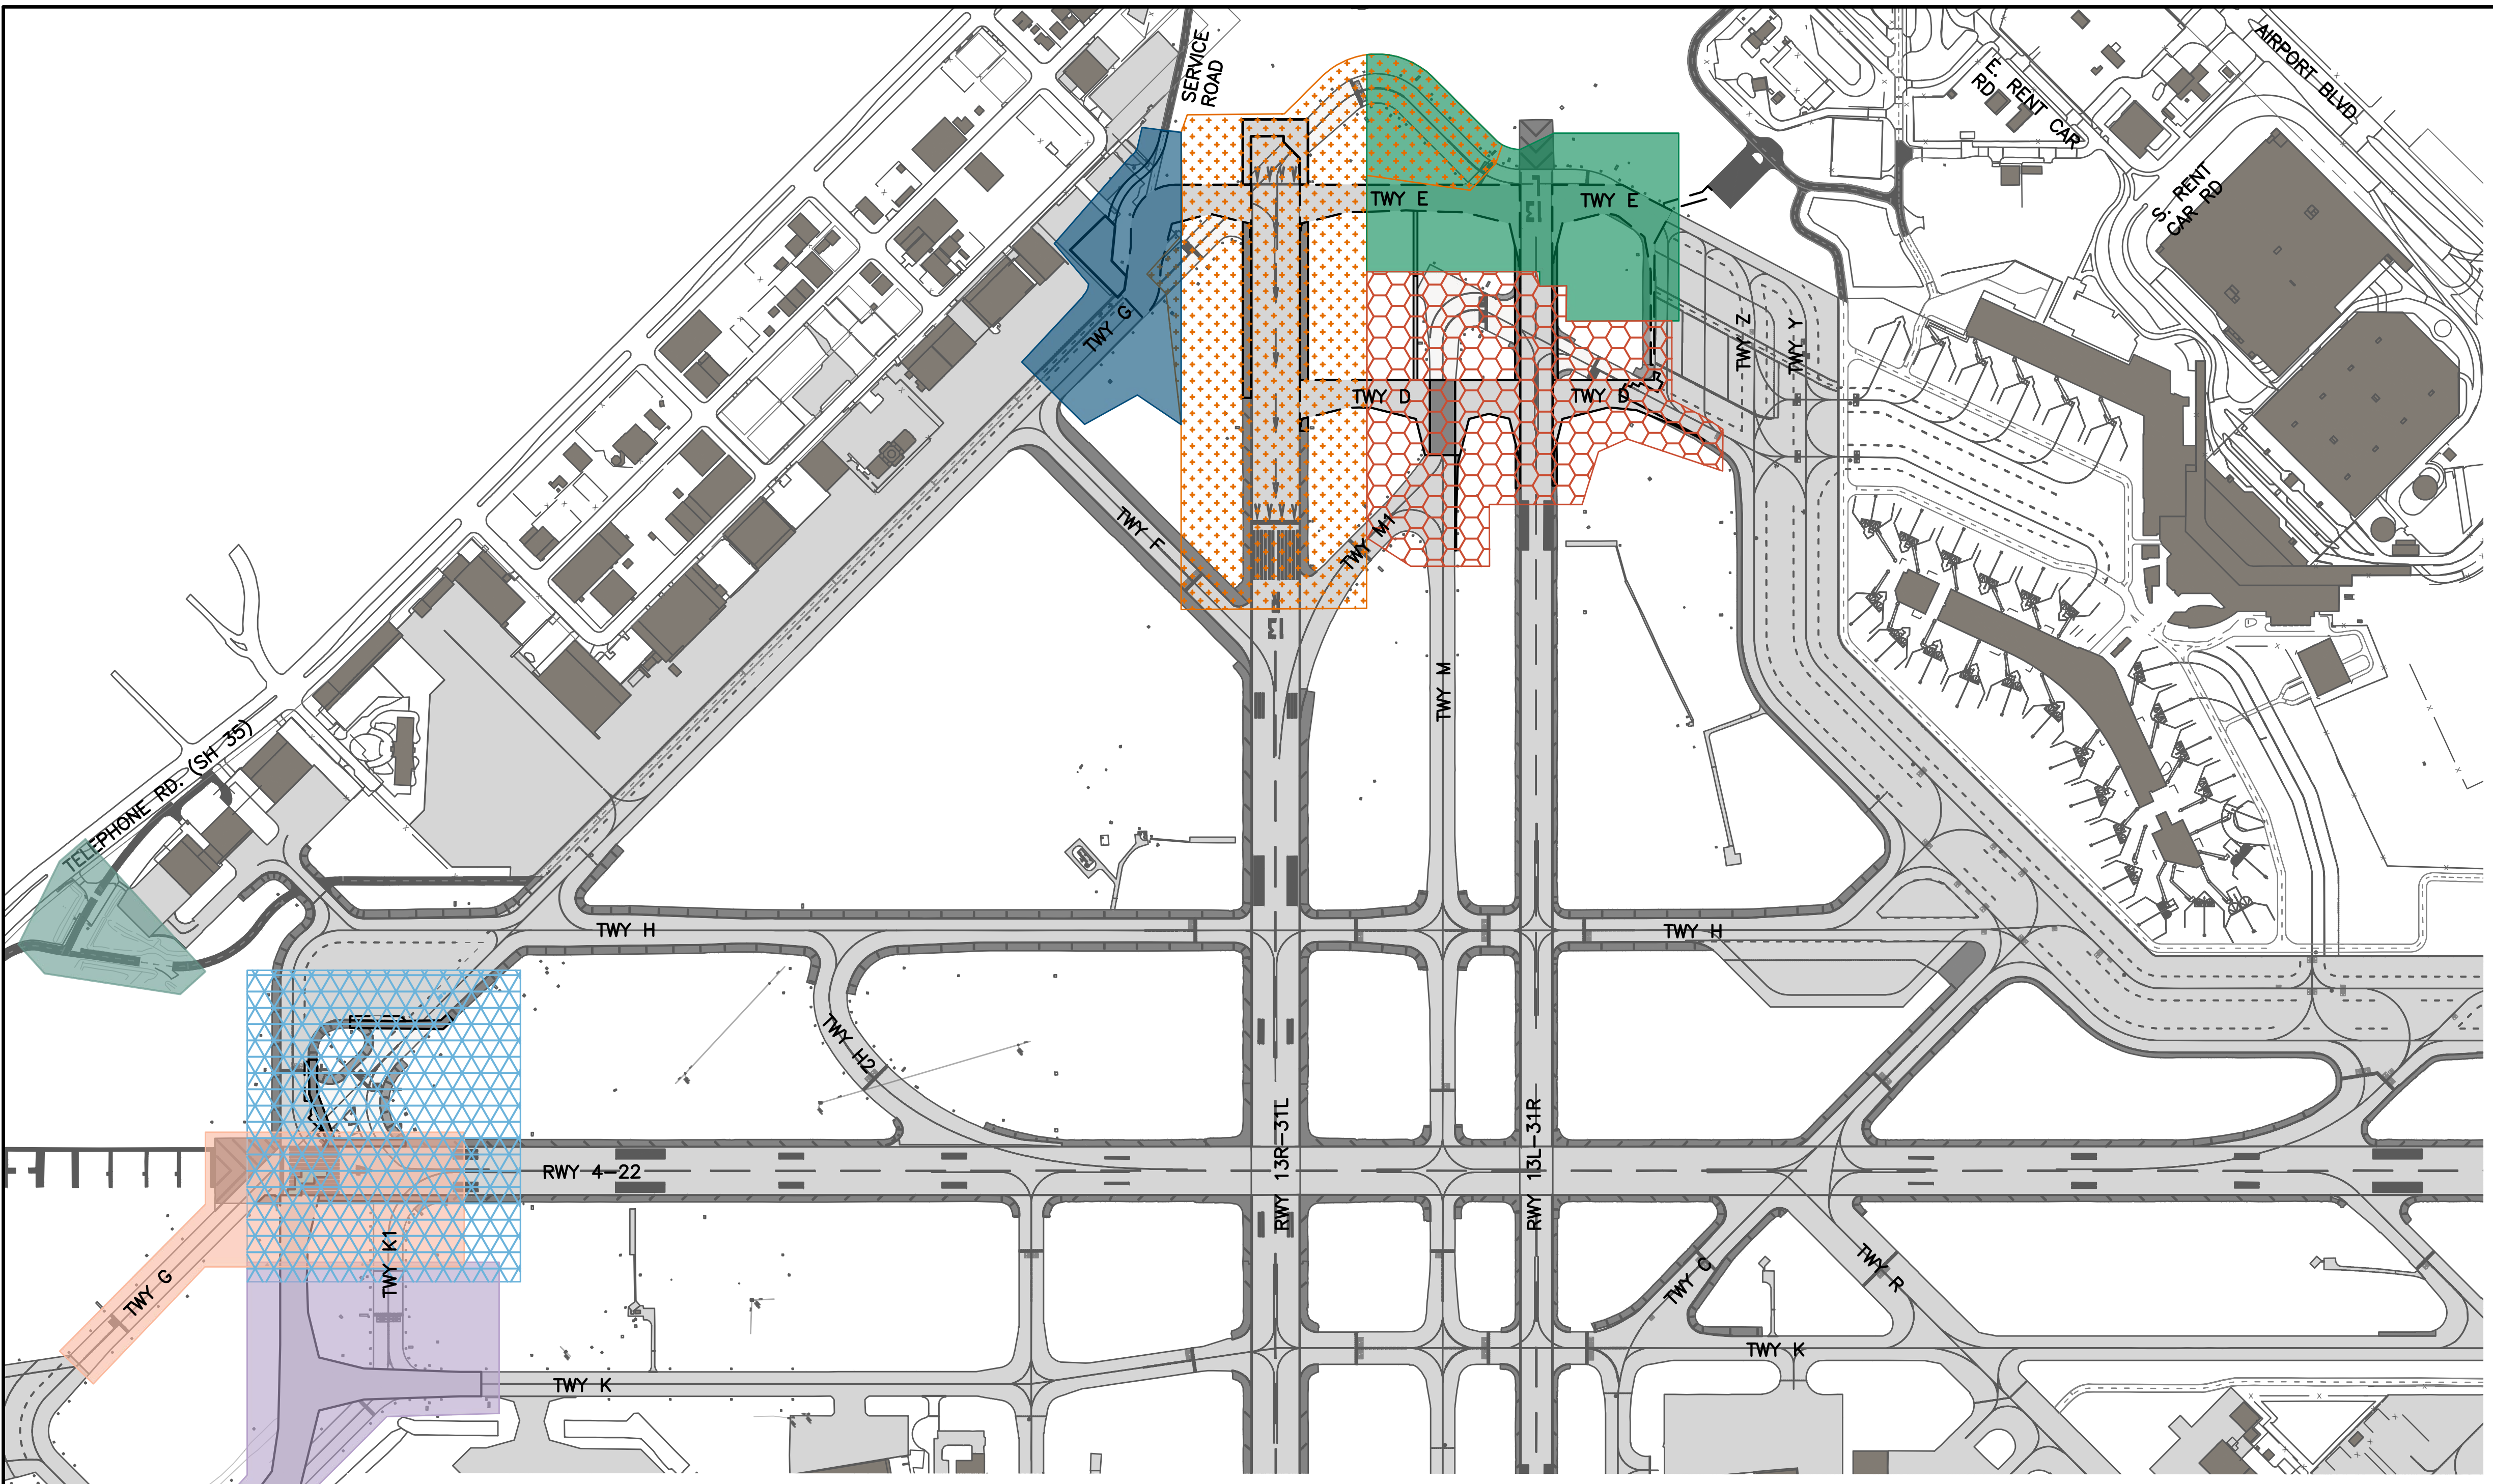 SERVICE
ROAD
AIRPORT BLVD
E. RENT CAR
RD
S. RENT
CAR RD
TWY E
TWY E
13L
TWY G
TWY Z
TWY Y
TWY D
TWY D
TWY F
TWY M1
13R
TWY M
TELEPHONE RD. (SH 35)
TWY H
TWY H
TWY H2
RWY 13R-31L
RWY 13L-31R
RWY 4-22
TWY K1
TWY G
TWY C
TWY R
TWY K
TWY K